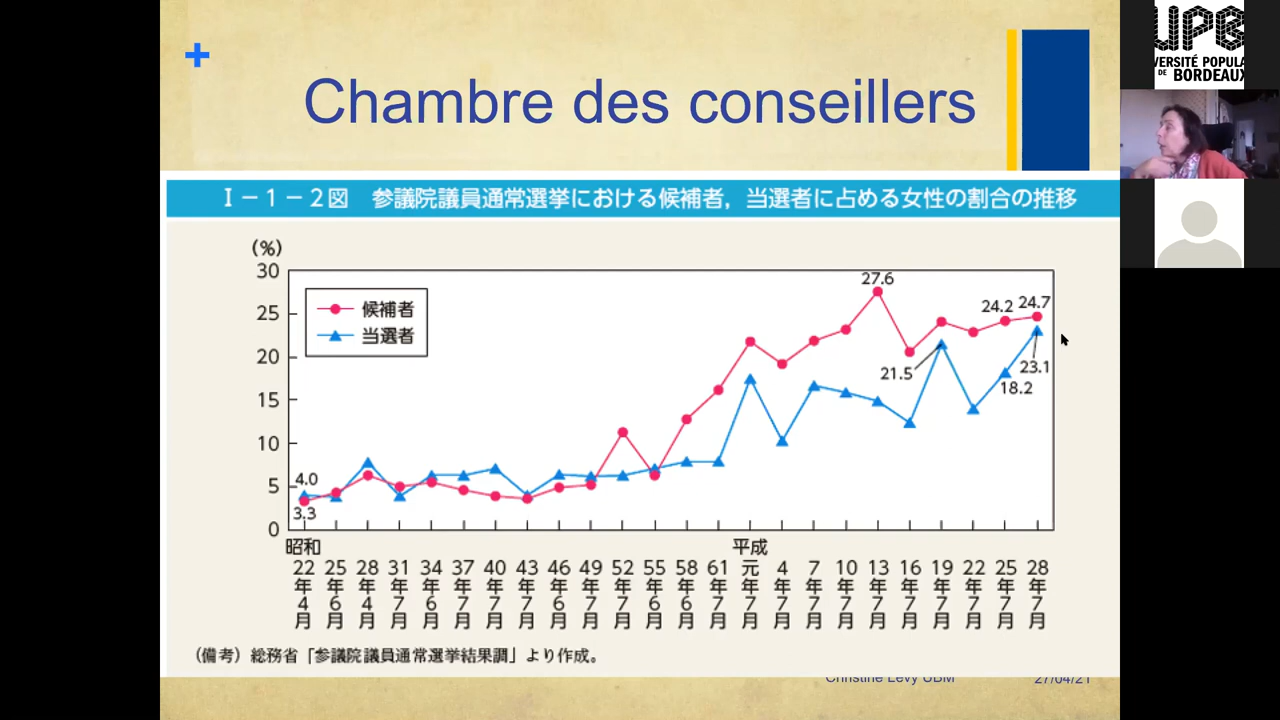 +
Chambre des conseillers
Ⅰ－1－2図　参議院議員通常選挙における候補者，当選者に占める女性の割合の推移
(%)
30
25
20
15
10
5
0
候補者
当選者
4.0
3.3
27.6
21.5
24.2
24.7
18.2
23.1
昭和
平成
22年4月
25年6月
28年4月
31年7月
34年6月
37年7月
40年7月
43年7月
46年6月
49年7月
52年7月
55年6月
58年6月
61年7月
元年7月
4年7月
7年7月
10年7月
13年7月
16年7月
19年7月
22年7月
25年7月
28年7月
（備考）総務省「参議院議員通常選挙結果調」より作成。
Christine Lévy UBM
27/04/21
UPB
VERSITÉ POPULA
DE BORDEAUX